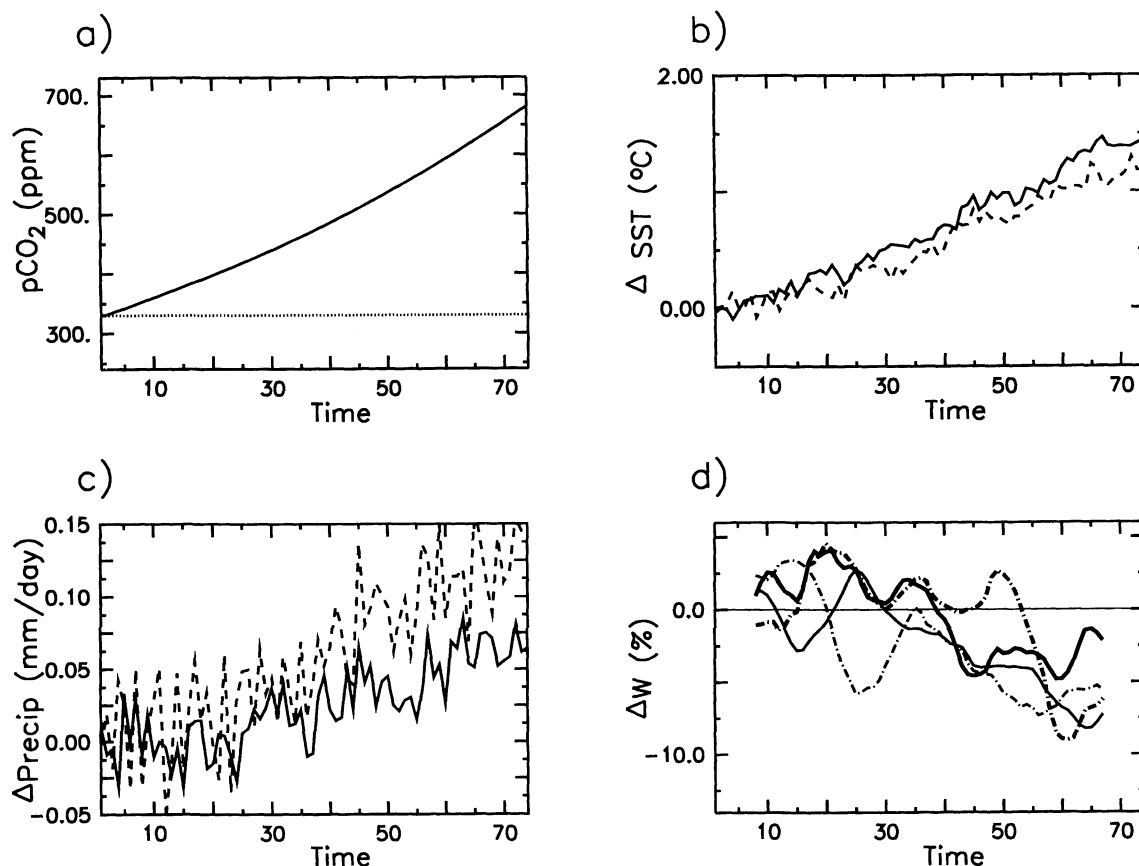 a)
700.
500.
300.
pCO₂ (ppm)
10 30 50 70
Time
b)
2.00
0.00
Δ SST (°C)
10 30 50 70
Time
c)
0.15
0.10
0.05
0.00
-0.05
ΔPrecip (mm/day)
10 30 50 70
Time
d)
0.0
-10.0
ΔW (%)
10 30 50 70
Time